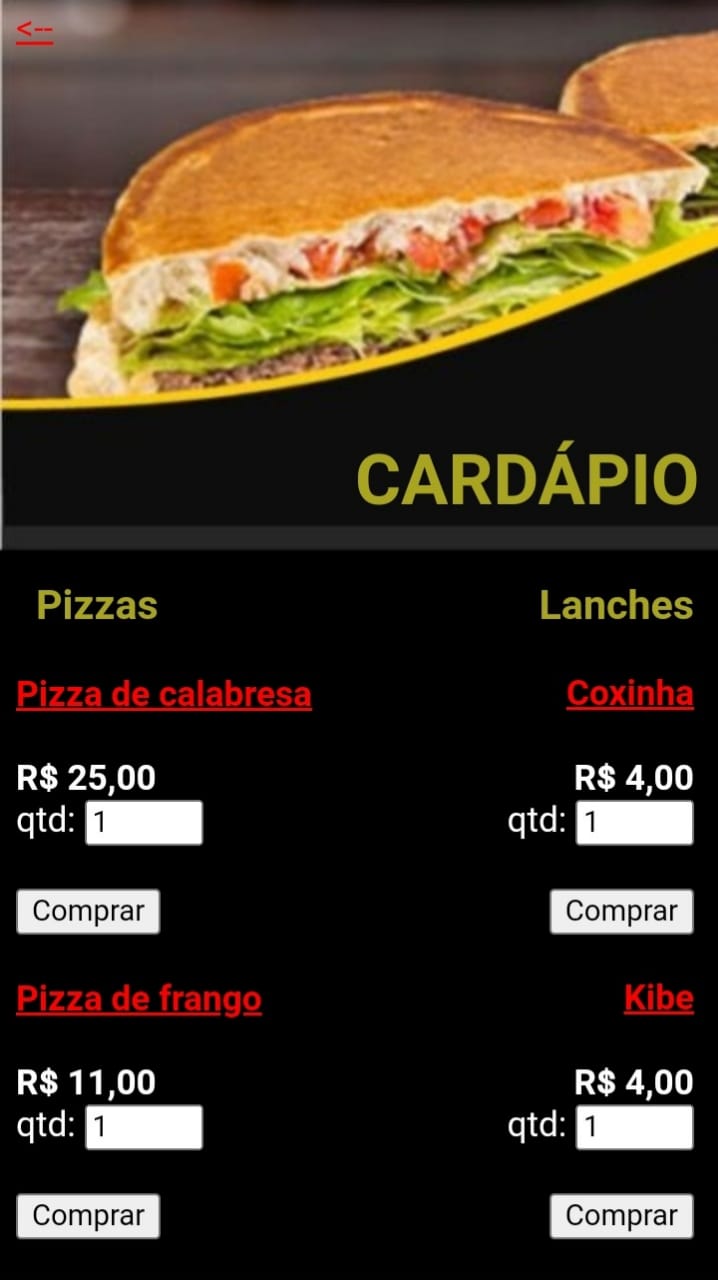 <--
CARDÁPIO
Pizzas
Lanches
Pizza de calabresa
Coxinha
R$ 25,00
R$ 4,00
qtd: 1
qtd: 1
Comprar
Comprar
Pizza de frango
Kibe
R$ 11,00
R$ 4,00
qtd: 1
qtd: 1
Comprar
Comprar